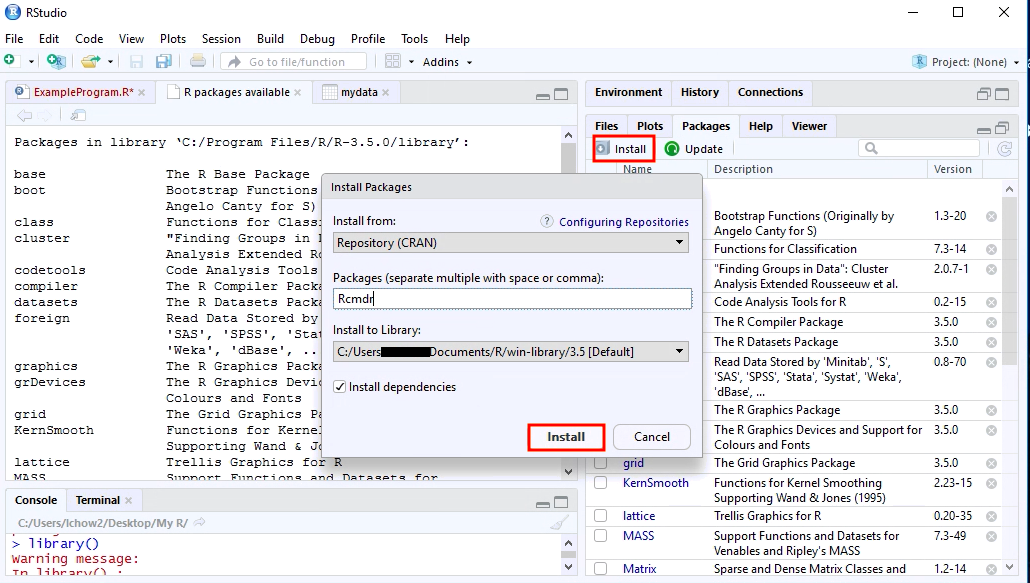 RStudio
File Edit Code View Plots Session Build Debug Profile Tools Help
Go to file/function Addins Project: (None)
ExampleProgram.R* R packages available mydata
Packages in library ‘C:/Program Files/R/R-3.5.0/library’:
base The R Base Package
boot Bootstrap Functions
Angelo Canty for S)
class Functions for Classi
cluster "Finding Groups in
Analysis Extended Ro
codetools Code Analysis Tools
compiler The R Compiler Packa
datasets The R Datasets Packa
foreign Read Data Stored by
'SAS', 'SPSS', 'Stat
'Weka', 'dBase', ...
graphics The R Graphics Pa
grDevices The R Graphics Devi
Colours and Fonts
grid The Grid Graphics Pa
KernSmooth Functions for Kernel
Supporting Wand & Jo
lattice Trellis Graphics for R
MASS Support Functions and Datasets for
Console Terminal
C:/Users/lchow2/Desktop/My R/
> library()
Warning message:
In library() :
Install Packages
Install from: ? Configuring Repositories
Repository (CRAN)
Packages (separate multiple with space or comma):
Rcmdr
Install to Library:
C:/Users Documents/R/win-library/3.5 [Default]
Install dependencies
Install Cancel
Environment History Connections
Files Plots Packages Help Viewer
Install Update
Name Description Version
Bootstrap Functions (Originally by 1.3-20
Angelo Canty for S)
Functions for Classification 7.3-14
"Finding Groups in Data": Cluster 2.0.7-1
Analysis Extended Rousseeuw et al.
Code Analysis Tools for R 0.2-15
The R Compiler Package 3.5.0
The R Datasets Package 3.5.0
Read Data Stored by 'Minitab', 'S', 0.8-70
'SAS', 'SPSS', 'Stata', 'Systat', 'Weka',
'dBase', ...
The R Graphics Package 3.5.0
The R Graphics Devices and Support for 3.5.0
Colours and Fonts
grid The Grid Graphics Package 3.5.0
KernSmooth Functions for Kernel Smoothing 2.23-15
Supporting Wand & Jones (1995)
lattice Trellis Graphics for R 0.20-35
MASS Support Functions and Datasets for 7.3-49
Venables and Ripley's MASS
Matrix Sparse and Dense Matrix Classes and 1.2-14